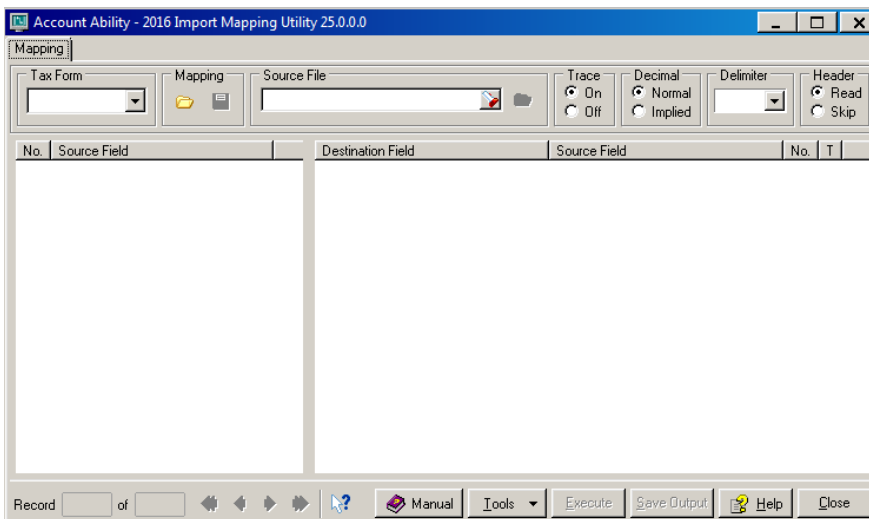 Account Ability - 2016 Import Mapping Utility 25.0.0.0
Mapping
Tax Form Mapping Source File Trace Decimal Delimiter Header
On Normal Read
Off Implied Skip
No. Source Field Destination Field Source Field No. T
Record of Manual Tools Execute Save Output Help Close